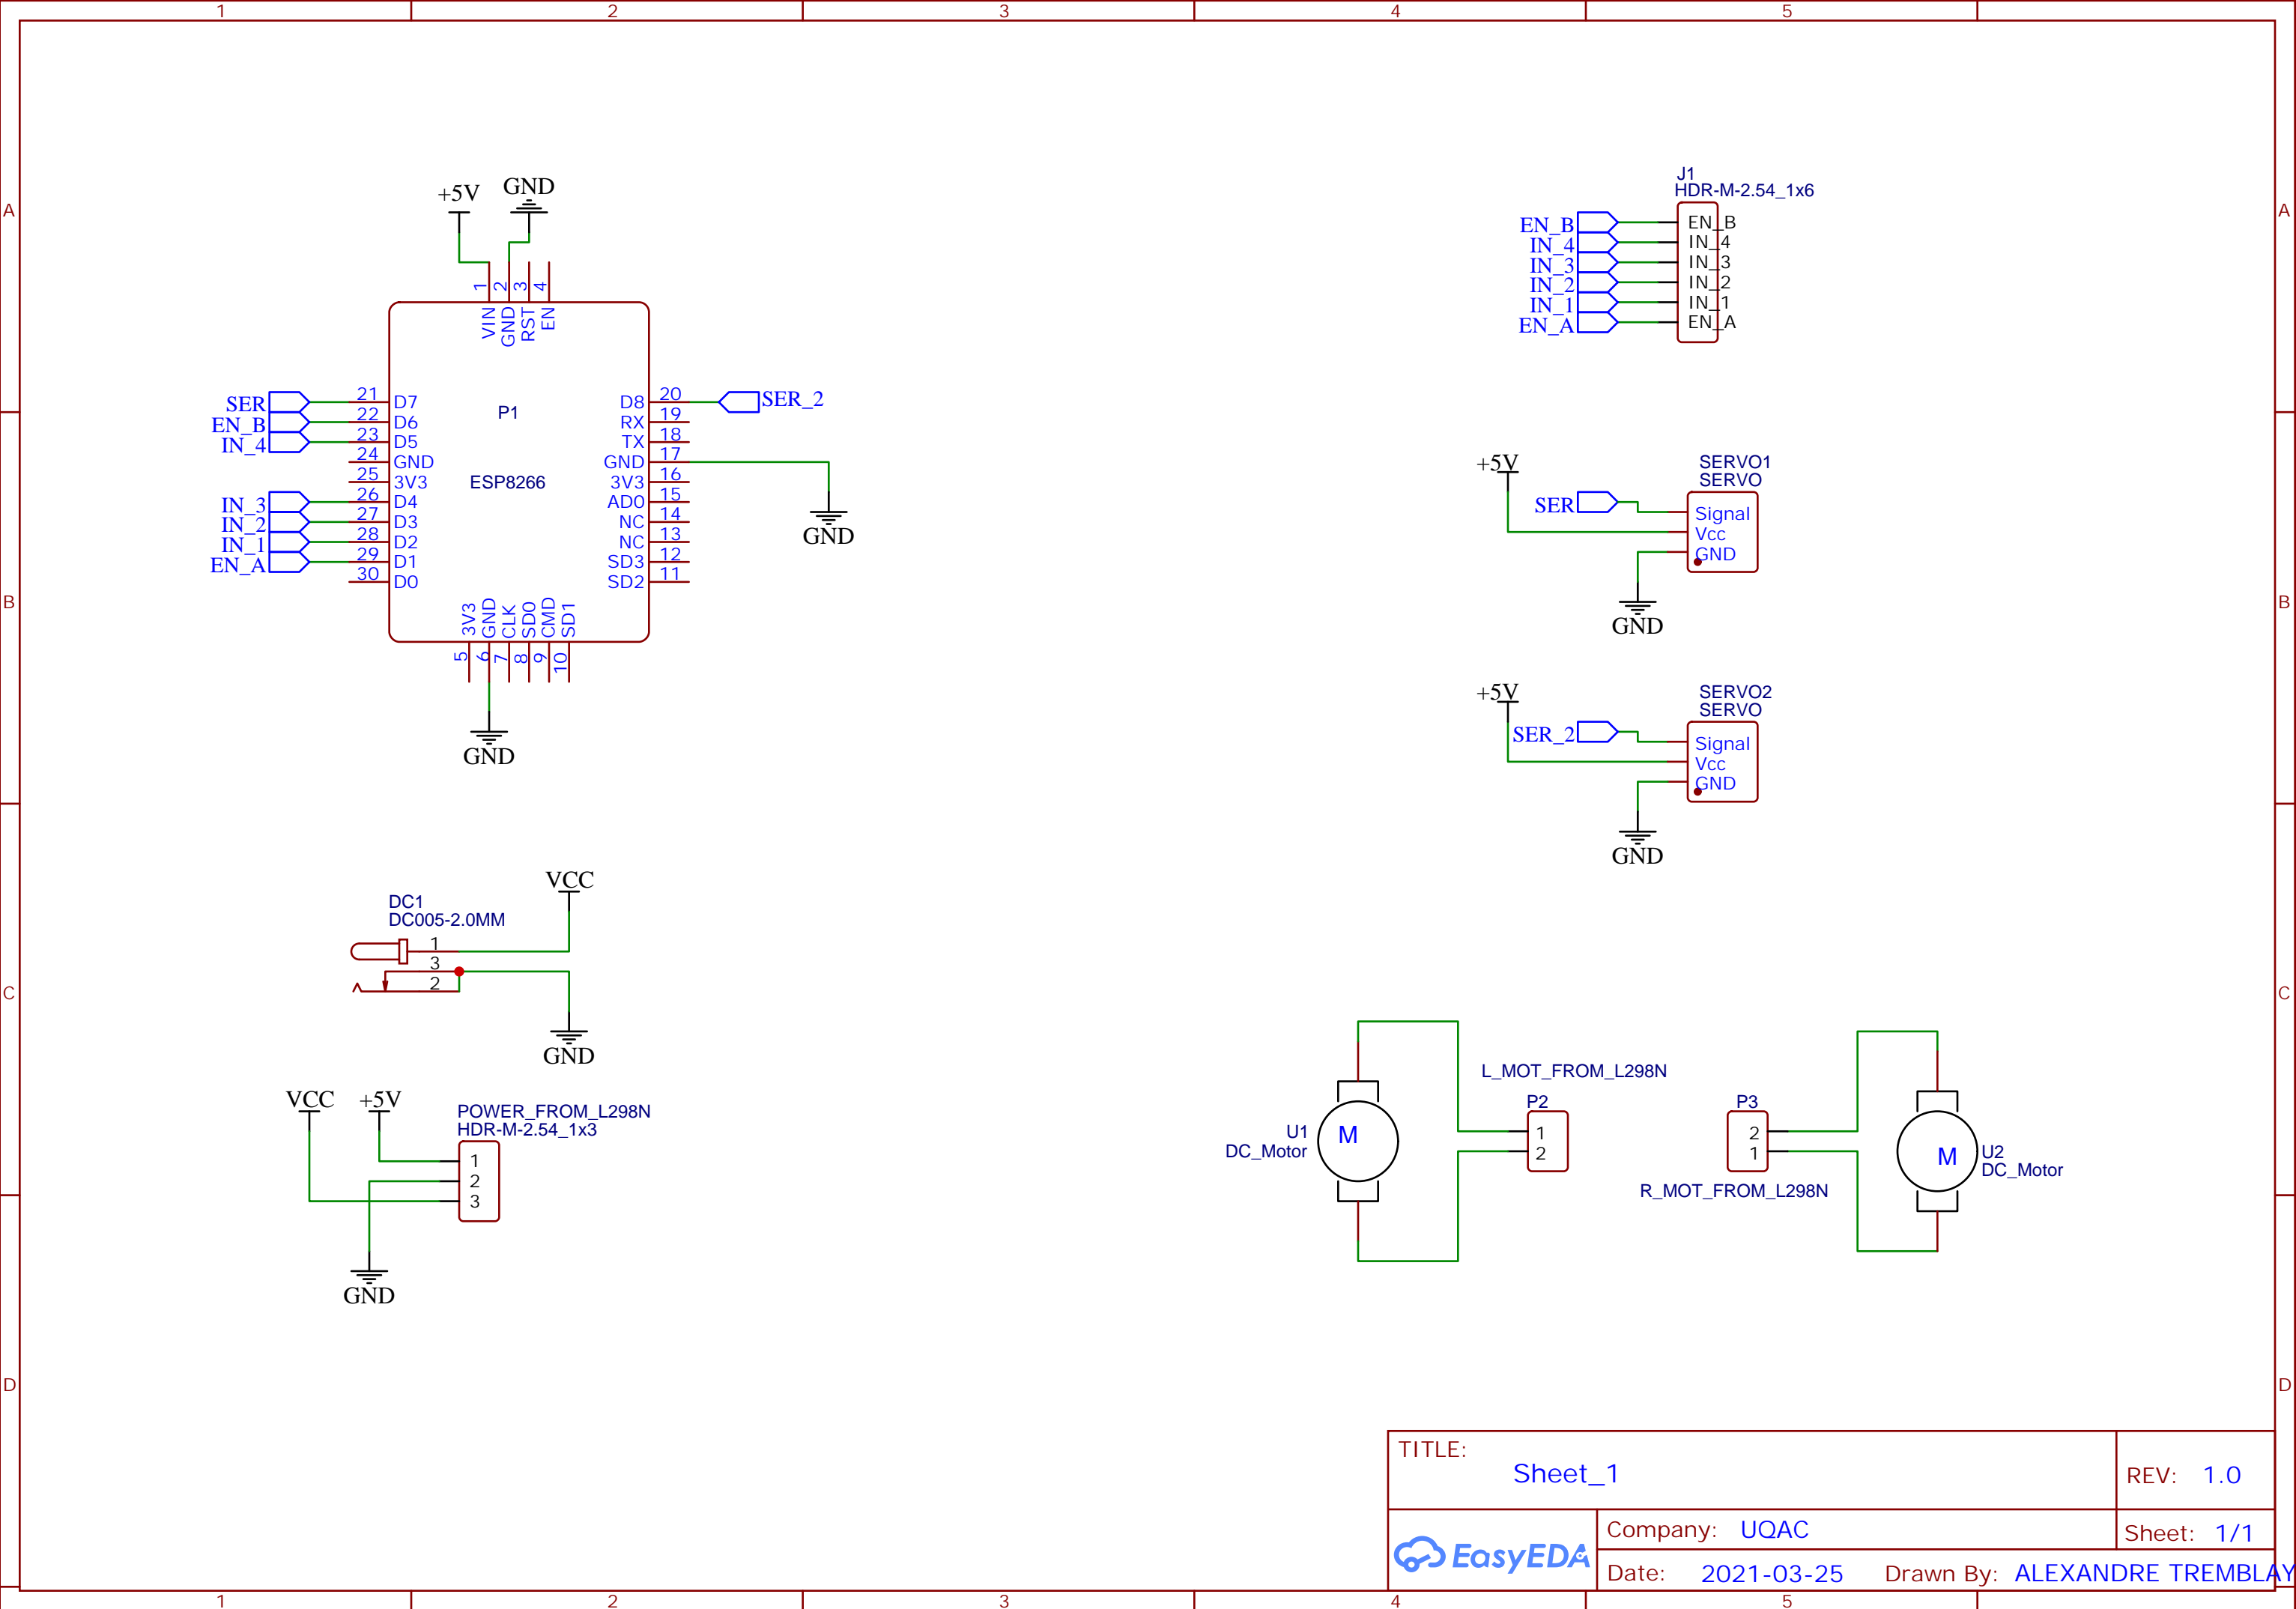 1 2 3 4 5
A
B
C
D
A
B
C
D
+5V GND
1 2 3 4
VIN GND RST EN
P1
ESP8266
SER 21 D7
EN_B 22 D6
IN_4 23 D5
24 GND
25 3V3
IN_3 26 D4
IN_2 27 D3
IN_1 28 D2
EN_A 29 D1
30 D0
D8 20 SER_2
RX 19
TX 18
GND 17
3V3 16
AD0 15
NC 14
NC 13
SD3 12
SD2 11
GND
3V3 GND CLK SD0 CMD SD1
5 6 7 8 9 10
GND
J1
HDR-M-2.54_1x6
EN_B EN_B
IN_4 IN_4
IN_3 IN_3
IN_2 IN_2
IN_1 IN_1
EN_A EN_A
+5V
SERVO1
SERVO
SER Signal
Vcc
GND
GND
+5V
SERVO2
SERVO
SER_2 Signal
Vcc
GND
GND
VCC
DC1
DC005-2.0MM
1
3
2
GND
VCC +5V
POWER_FROM_L298N
HDR-M-2.54_1x3
1
2
3
GND
L_MOT_FROM_L298N
P2
1
2
U1
DC_Motor
M
P3
2
1
R_MOT_FROM_L298N
M
U2
DC_Motor
TITLE:
Sheet_1
REV: 1.0
EasyEDA
Company: UQAC
Sheet: 1/1
Date: 2021-03-25
Drawn By: ALEXANDRE TREMBLAY
1 2 3 4 5